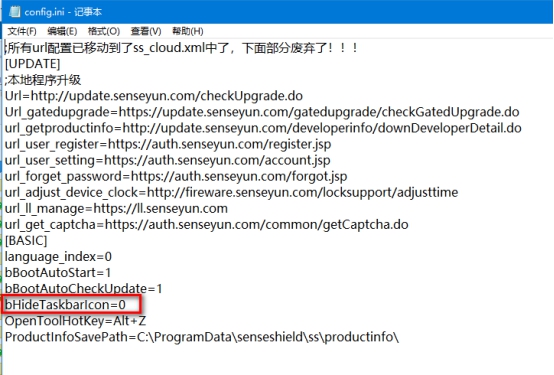 config.ini - 记事本
文件(F) 编辑(E) 格式(O) 查看(V) 帮助(H)
;所有url配置已移动到了ss_cloud.xml中了，下面部分废弃了！！！
[UPDATE]
;本地程序升级
Url=http://update.senseyun.com/checkUpgrade.do
Url_gatedupgrade=https://update.senseyun.com/gatedupgrade/checkGatedUpgrade.do
url_getproductinfo=http://update.senseyun.com/developerinfo/downDeveloperDetail.do
url_user_register=https://auth.senseyun.com/register.jsp
url_user_setting=https://auth.senseyun.com/account.jsp
url_forget_password=https://auth.senseyun.com/forgot.jsp
url_adjust_device_clock=http://fireware.senseyun.com/locksupport/adjusttime
url_ll_manage=https://ll.senseyun.com
url_get_captcha=https://auth.senseyun.com/common/getCaptcha.do
[BASIC]
language_index=0
bBootAutoStart=1
bBootAutoCheckUpdate=1
bHideTaskbarIcon=0
OpenToolHotKey=Alt+Z
ProductInfoSavePath=C:\ProgramData\senseshield\ss\productinfo\